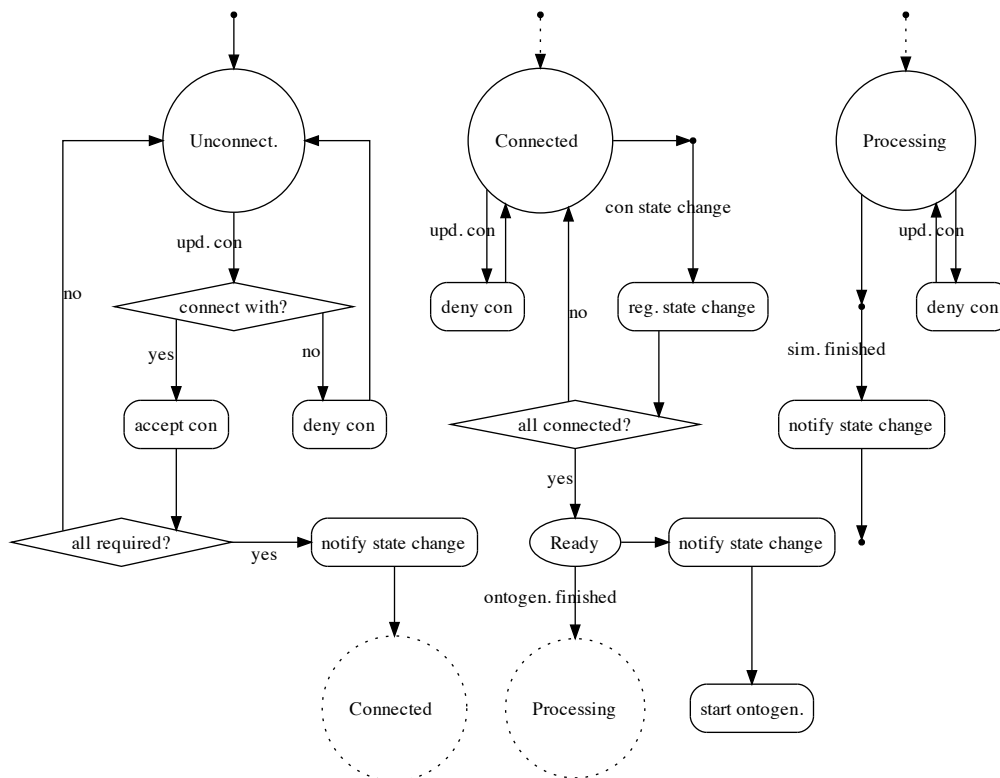 Unconnect.
Connected
Processing
con state change
upd. con
upd. con
upd. con
no
connect with?
deny con
reg. state change
deny con
no
yes
no
sim. finished
accept con
deny con
all connected?
notify state change
yes
all required?
yes
notify state change
Ready
notify state change
ontogen. finished
Connected
Processing
start ontogen.